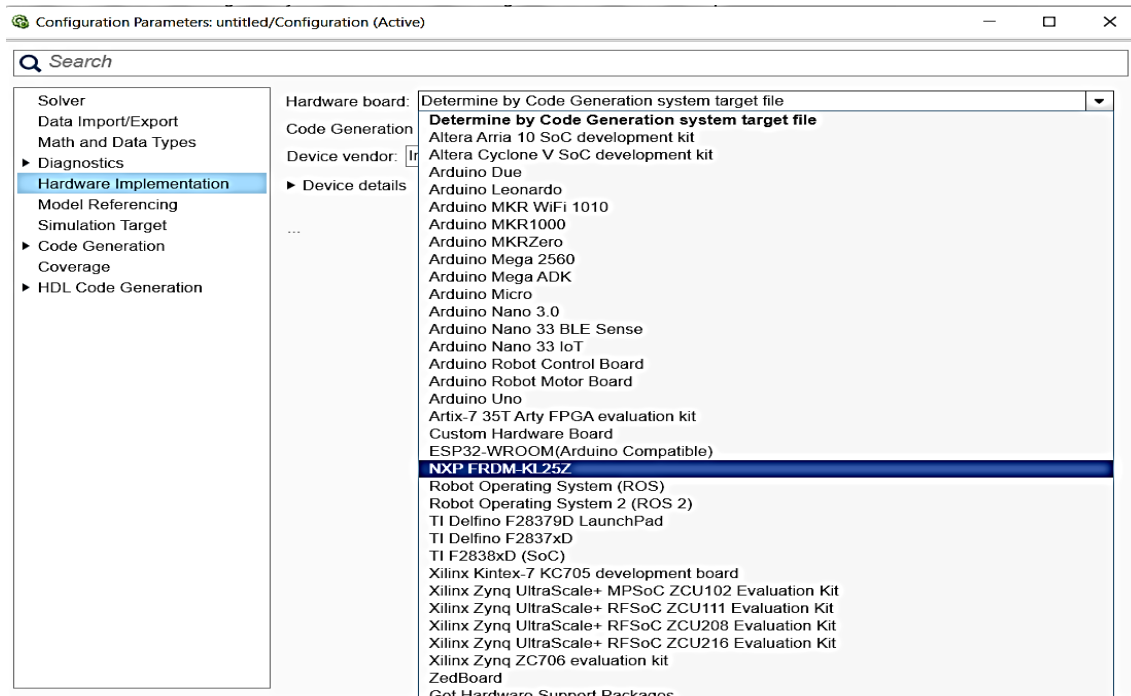 Configuration Parameters: untitled/Configuration (Active)
Search
Solver
Data Import/Export
Math and Data Types
Diagnostics
Hardware Implementation
Model Referencing
Simulation Target
Code Generation
Coverage
HDL Code Generation
Hardware board: Determine by Code Generation system target file
Code Generation
Device vendor:
Device details
...
Determine by Code Generation system target file
Altera Arria 10 SoC development kit
Altera Cyclone V SoC development kit
Arduino Due
Arduino Leonardo
Arduino MKR WiFi 1010
Arduino MKR1000
Arduino MKRZero
Arduino Mega 2560
Arduino Mega ADK
Arduino Micro
Arduino Nano 3.0
Arduino Nano 33 BLE Sense
Arduino Nano 33 IoT
Arduino Robot Control Board
Arduino Robot Motor Board
Arduino Uno
Artix-7 35T Arty FPGA evaluation kit
Custom Hardware Board
ESP32-WROOM(Arduino Compatible)
NXP FRDM-KL25Z
Robot Operating System (ROS)
Robot Operating System 2 (ROS 2)
TI Delfino F28379D LaunchPad
TI Delfino F2837xD
TI F2838xD (SoC)
Xilinx Kintex-7 KC705 development board
Xilinx Zynq UltraScale+ MPSoC ZCU102 Evaluation Kit
Xilinx Zynq UltraScale+ RFSoC ZCU111 Evaluation Kit
Xilinx Zynq UltraScale+ RFSoC ZCU208 Evaluation Kit
Xilinx Zynq UltraScale+ RFSoC ZCU216 Evaluation Kit
Xilinx Zynq ZC706 evaluation kit
ZedBoard
Get Hardware Support Packages